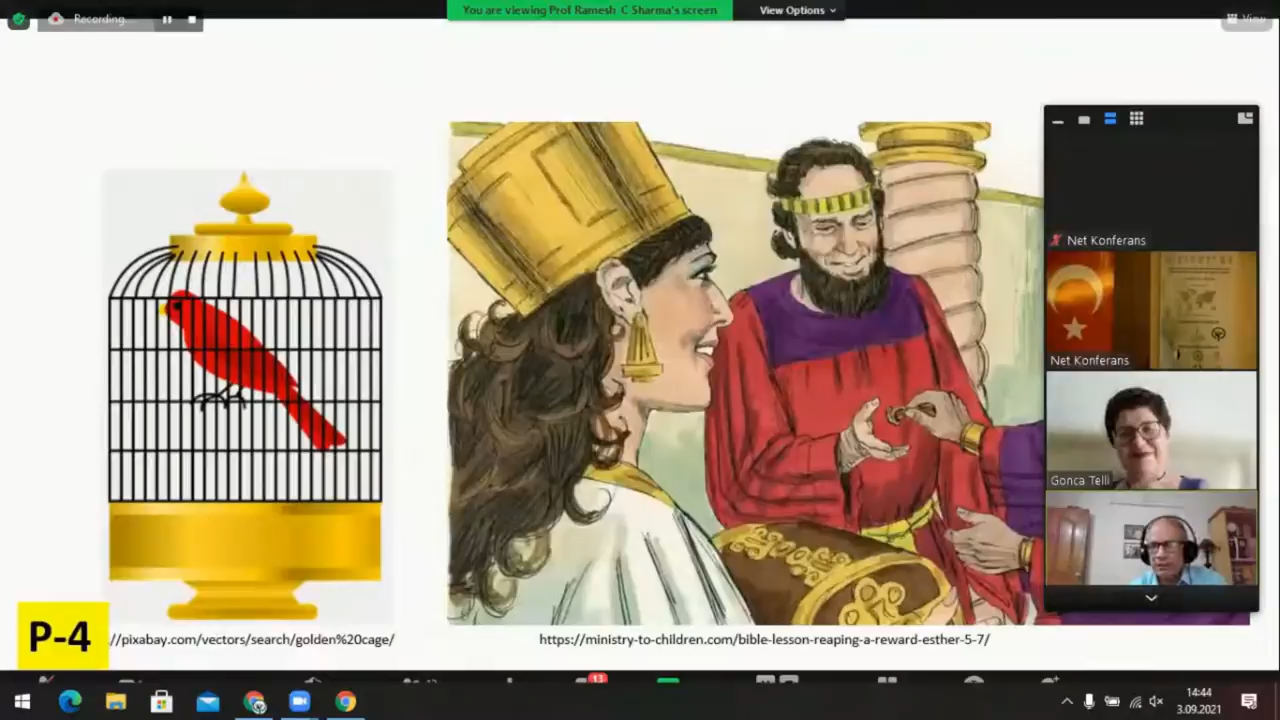 Recording...
You are viewing Prof Ramesh C Sharma's screen
View Options
View
Net Konferans
Net Konferans
Gonca Telli
P-4
//pixabay.com/vectors/search/golden%20cage/
https://ministry-to-children.com/bible-lesson-reaping-a-reward-esther-5-7/
13
14:44
3.09.2021